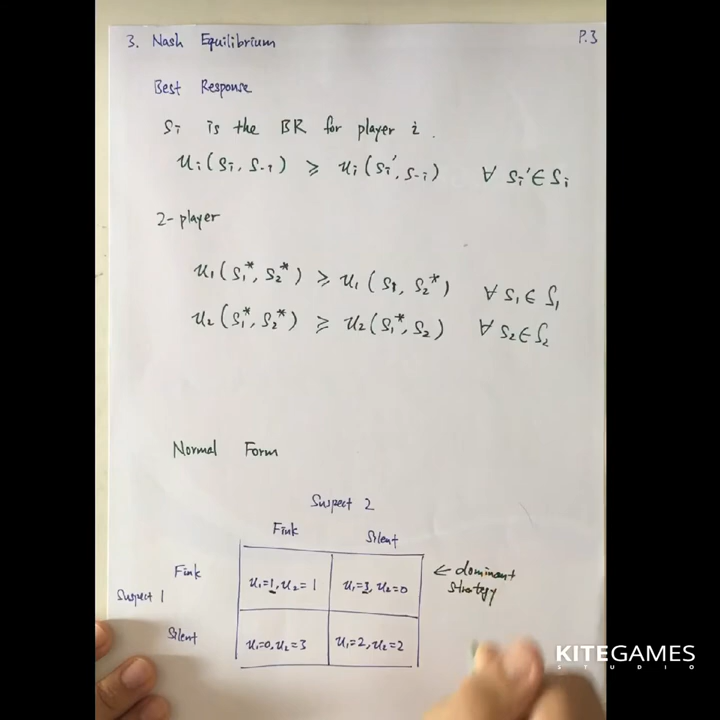 3. Nash Equilibrium
P.3
Best Response
Si is the BR for player i.
Ui(Si, S-i) ≥ Ui(Si', S-i) ∀ Si' ∈ Si
2-player
U1(S1*, S2*) ≥ U1(S1, S2*) ∀ S1 ∈ S1
U2(S1*, S2*) ≥ U2(S1*, S2) ∀ S2 ∈ S2
Normal Form
Suspect 2
Fink Silent
Fink U1=1, U2=1 U1=3, U2=0 ← dominant strategy
Suspect 1
Silent U1=0, U2=3 U1=2, U2=2
KITEGAMES
STUDIO